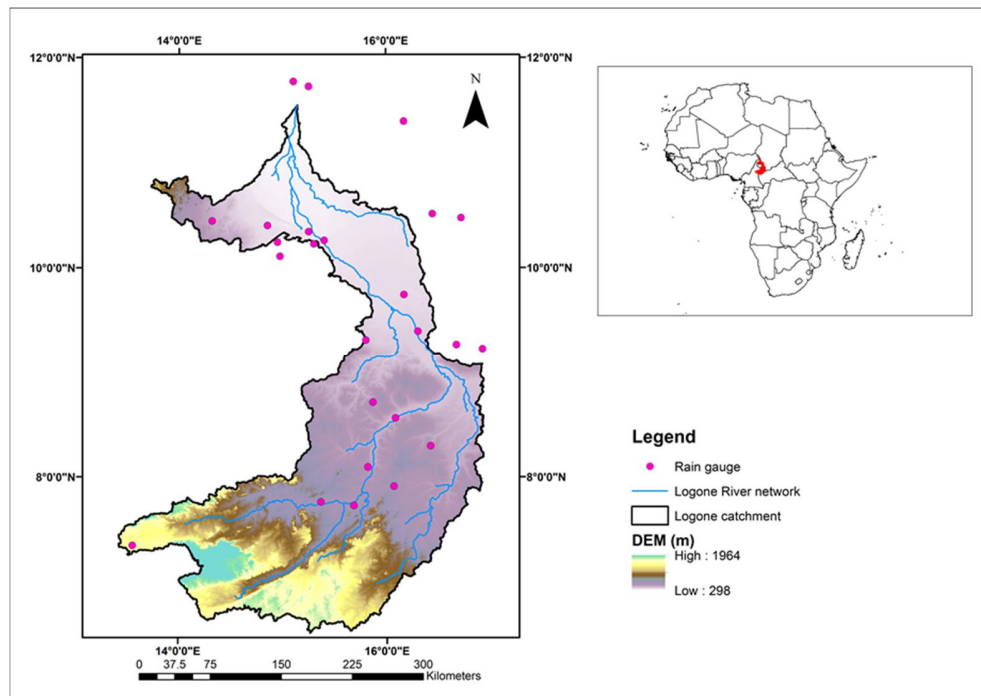 14°0'0"E 16°0'0"E
12°0'0"N 12°0'0"N
N
10°0'0"N 10°0'0"N
8°0'0"N 8°0'0"N
14°0'0"E 16°0'0"E
0 37.5 75 150 225 300
Kilometers
Legend
Rain gauge
Logone River network
Logone catchment
DEM (m)
High : 1964
Low : 298